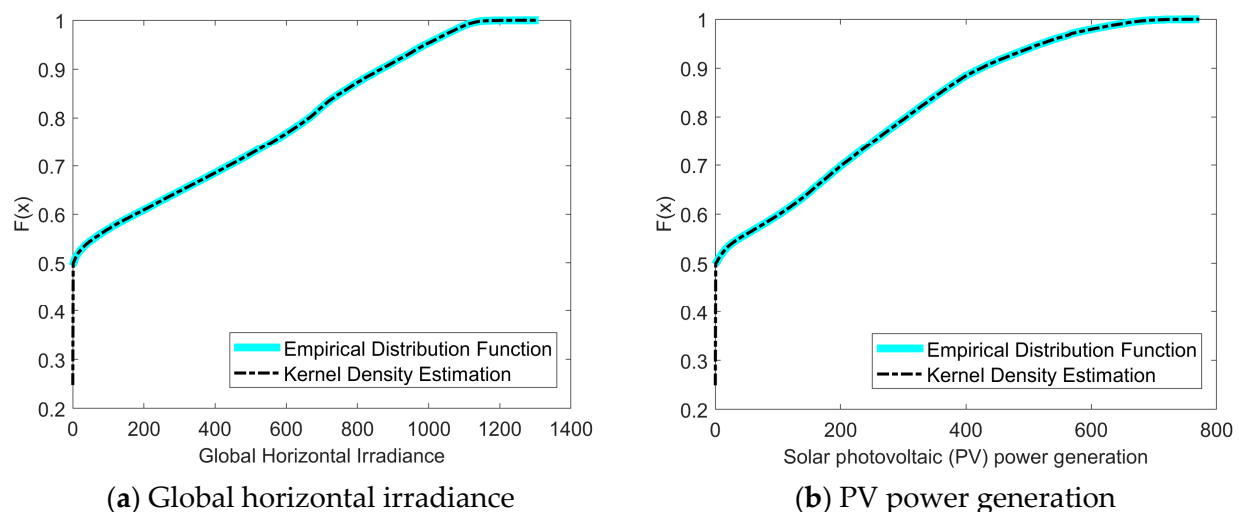 1
0.9
0.8
0.7
0.6
0.5
0.4
0.3
0.2
F(x)
Empirical Distribution Function
Kernel Density Estimation
0 200 400 600 800 1000 1200 1400
Global Horizontal Irradiance
(a) Global horizontal irradiance
1
0.9
0.8
0.7
0.6
0.5
0.4
0.3
0.2
F(x)
Empirical Distribution Function
Kernel Density Estimation
0 200 400 600 800
Solar photovoltaic (PV) power generation
(b) PV power generation